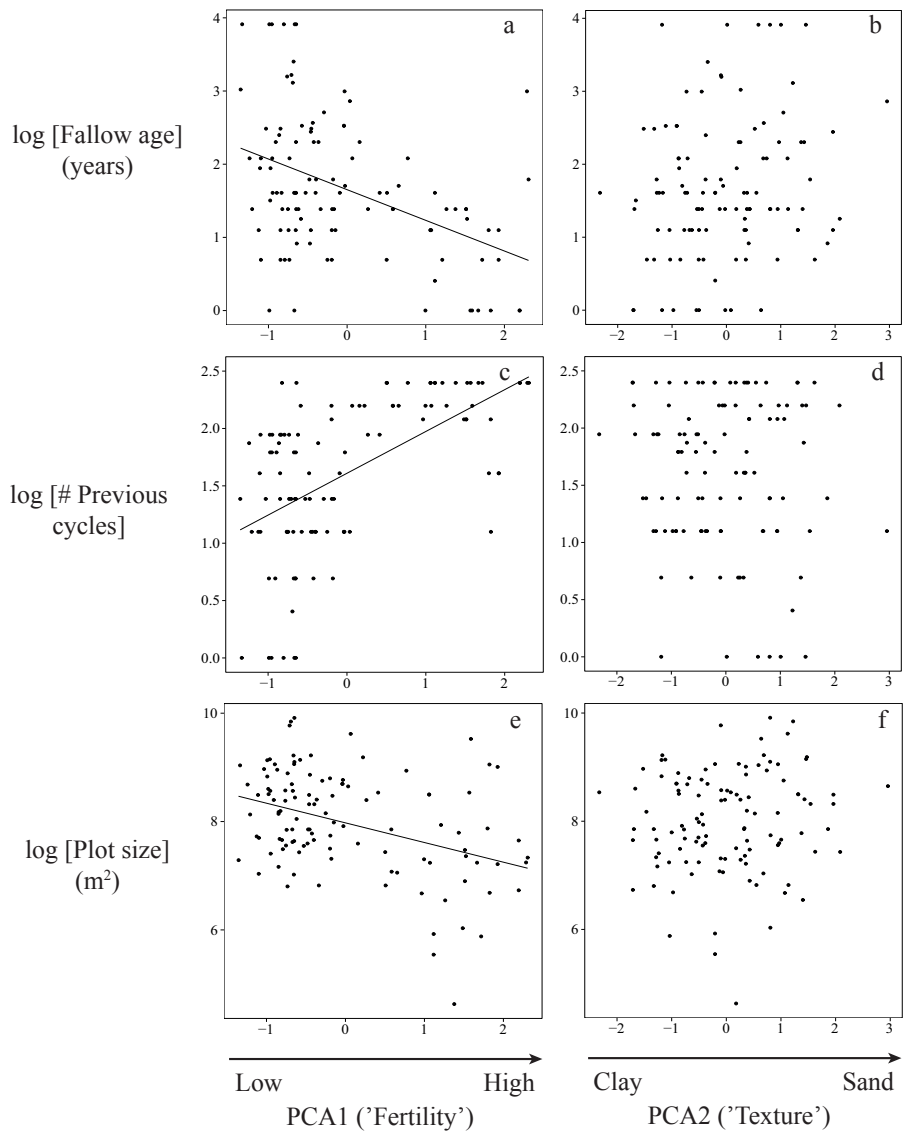 a
b
4
3
2
1
0
−1 0 1 2
log [Fallow age]
(years)
4
3
2
1
0
−2 −1 0 1 2 3
c
d
2.5
2.0
1.5
1.0
0.5
0.0
−1 0 1 2
log [# Previous
cycles]
2.5
2.0
1.5
1.0
0.5
0.0
−2 −1 0 1 2 3
e
f
10
8
6
−1 0 1 2
log [Plot size]
(m²)
10
8
6
−2 −1 0 1 2 3
Low High
PCA1 ('Fertility')
Clay Sand
PCA2 ('Texture')